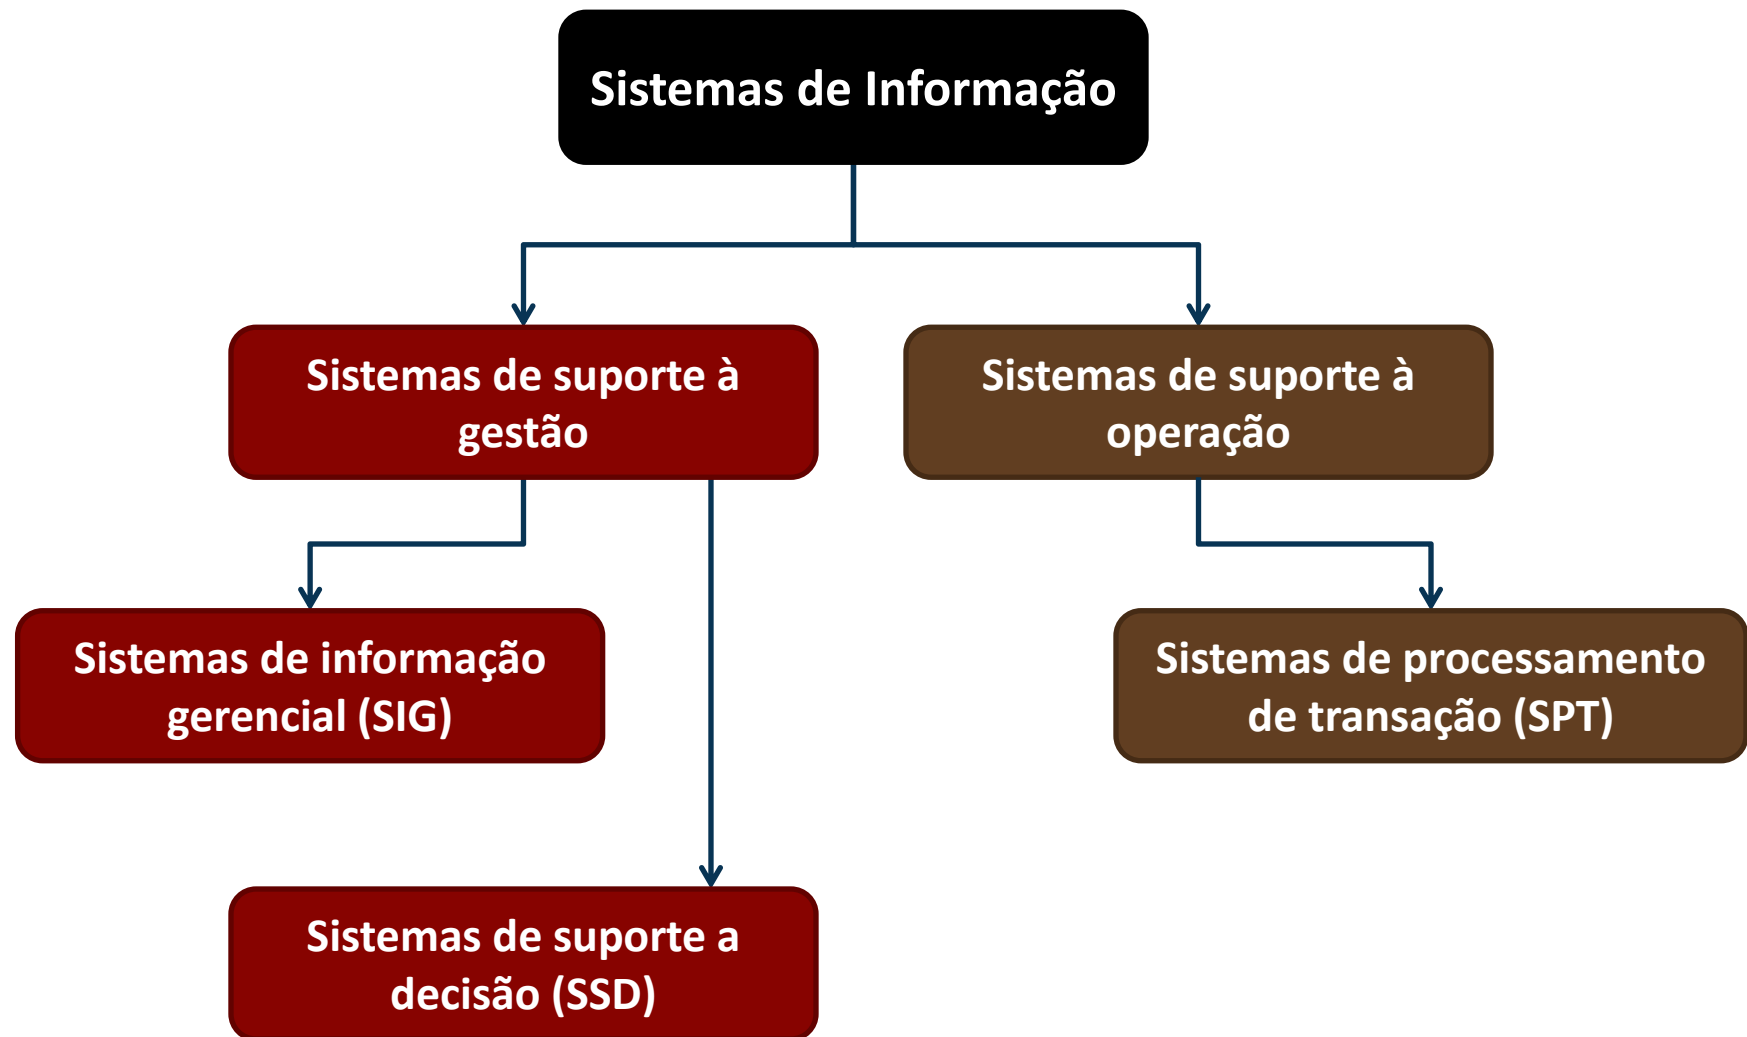 Sistemas de Informação
Sistemas de suporte à
gestão
Sistemas de suporte à
operação
Sistemas de informação
gerencial (SIG)
Sistemas de processamento
de transação (SPT)
Sistemas de suporte a
decisão (SSD)